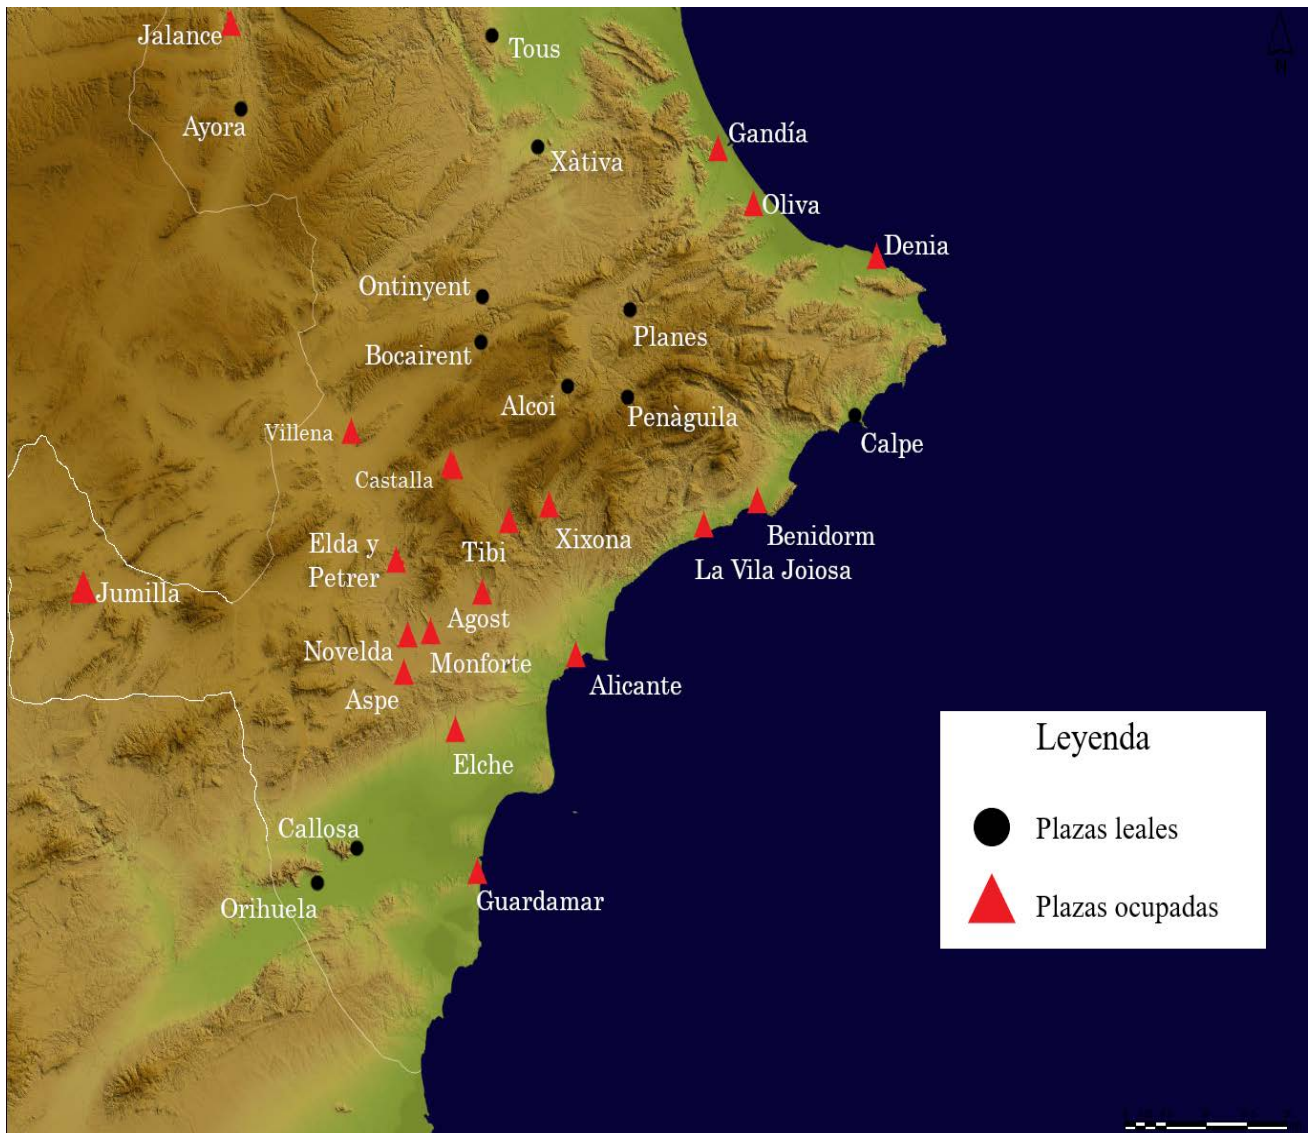 Jalance
Tous
N
Ayora
Gandía
Xàtiva
Oliva
Denia
Ontinyent
Planes
Bocairent
Alcoi
Penàguila
Villena
Calpe
Castalla
Elda y
Petrer
Tibi
Xixona
Benidorm
La Vila Joiosa
Jumilla
Agost
Novelda
Monforte
Aspe
Alicante
Elche
Leyenda
Callosa
Plazas leales
Orihuela
Guardamar
Plazas ocupadas